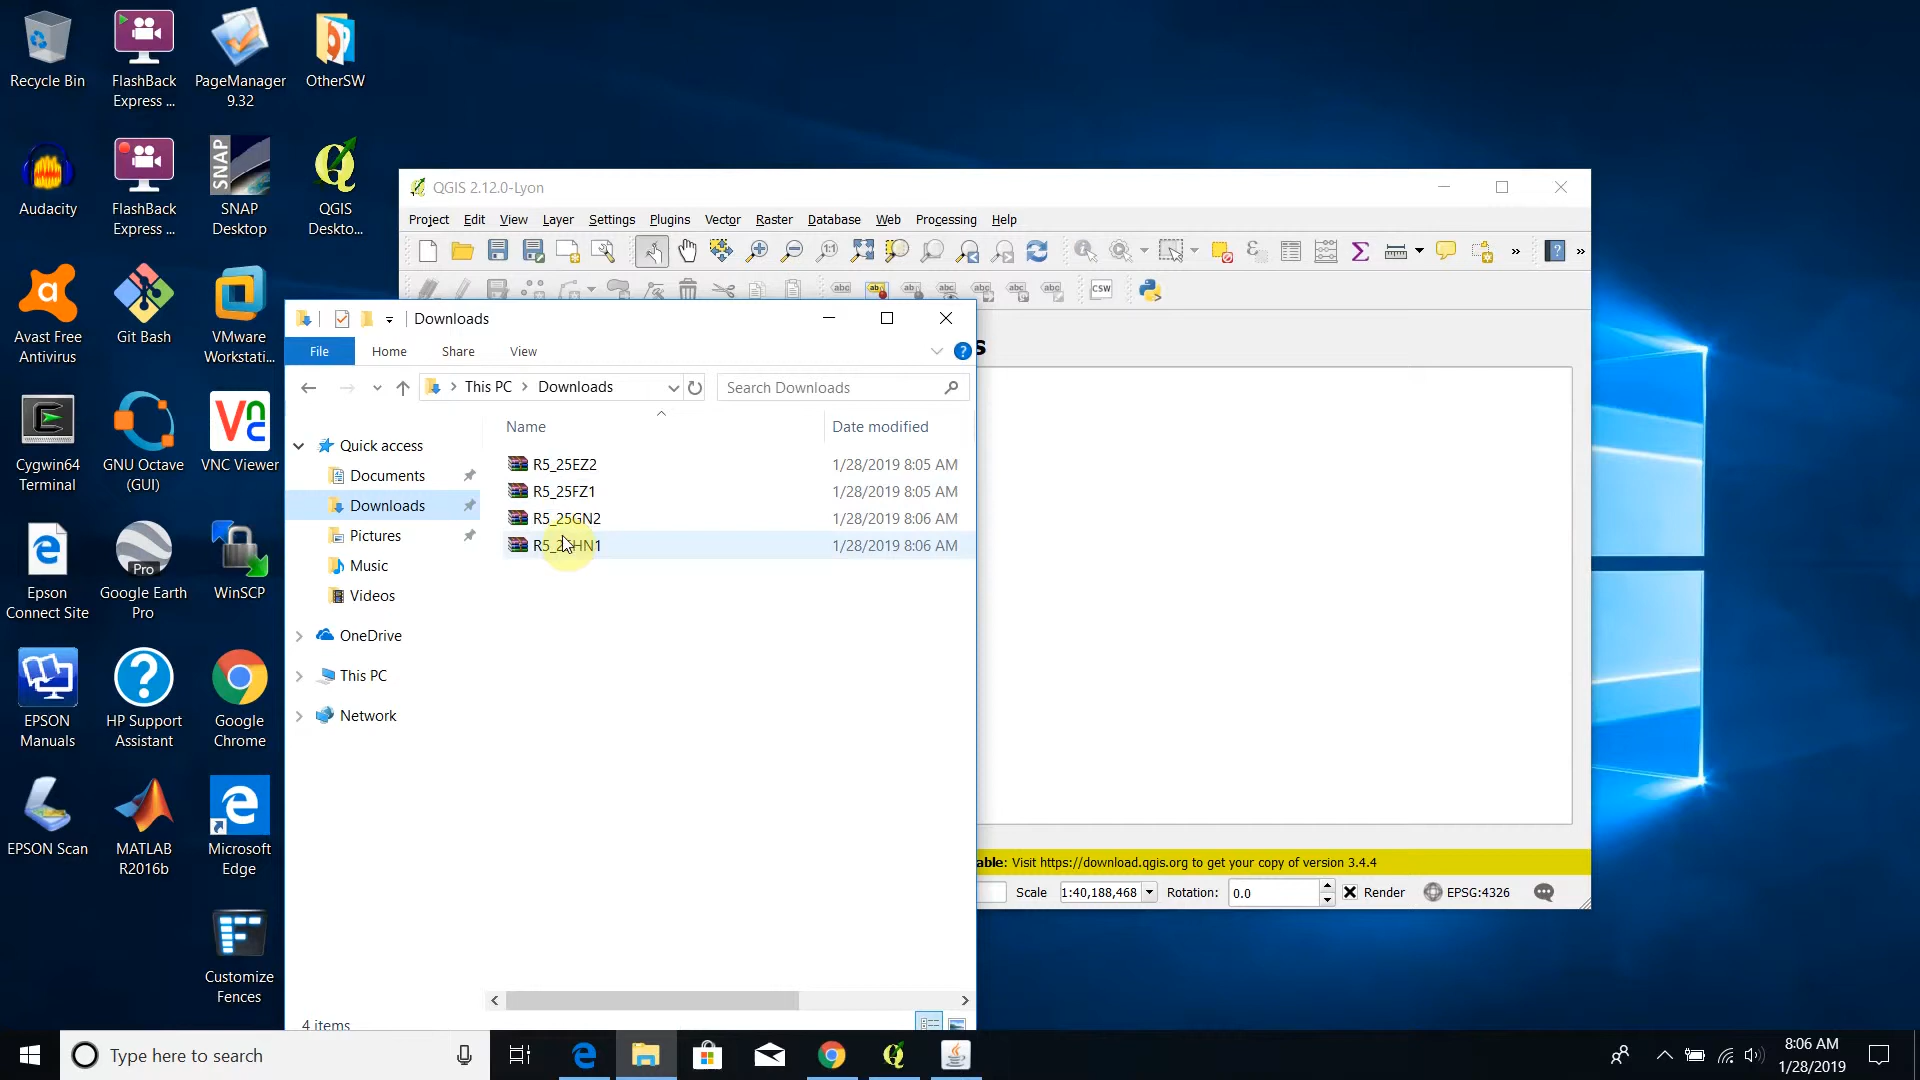 Recycle Bin
FlashBack
Express ...
PageManager
9.32
OtherSW
Audacity
FlashBack
Express ...
SNAP
SNAP
Desktop
QGIS
Deskto...
Avast Free
Antivirus
Git Bash
VMware
Workstati...
Cygwin64
Terminal
GNU Octave
(GUI)
VNC Viewer
Epson
Connect Site
Pro
Google Earth
Pro
WinSCP
EPSON
Manuals
HP Support
Assistant
Google
Chrome
EPSON Scan
MATLAB
R2016b
Microsoft
Edge
Customize
Fences
QGIS 2.12.0-Lyon
Project Edit View Layer Settings Plugins Vector Raster Database Web Processing Help
CSW
Downloads
File Home Share View
This PC > Downloads
Search Downloads
Name Date modified
Quick access
Documents
Downloads
Pictures
Music
Videos
OneDrive
This PC
Network
R5_25EZ2 1/28/2019 8:05 AM
R5_25FZ1 1/28/2019 8:05 AM
R5_25GN2 1/28/2019 8:06 AM
1/28/2019 8:06 AM
4 items
able: Visit https://download.qgis.org to get your copy of version 3.4.4
Scale 1:40,188,468 Rotation: 0.0 Render EPSG:4326
Type here to search
8:06 AM
1/28/2019